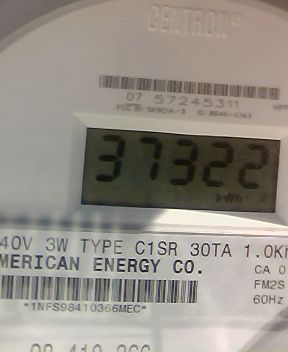 CENTRON®
07 57245311
37322
kWh
40V 3W TYPE C1SR 30TA 1.0Kh
MERICAN ENERGY CO.
CA 0
FM2S
60Hz
*1NFS98410366MEC*